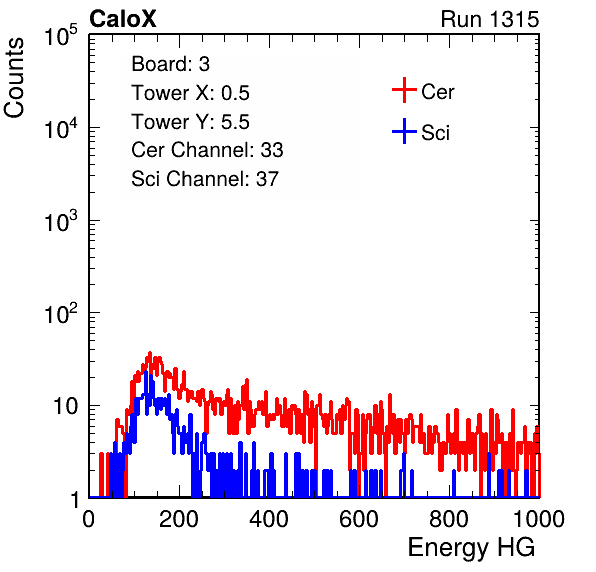 CaloX Run 1315
Counts
10^5
10^4
10^3
10^2
10
1
Board: 3
Tower X: 0.5
Tower Y: 5.5
Cer Channel: 33
Sci Channel: 37
Cer
Sci
0 200 400 600 800 1000
Energy HG